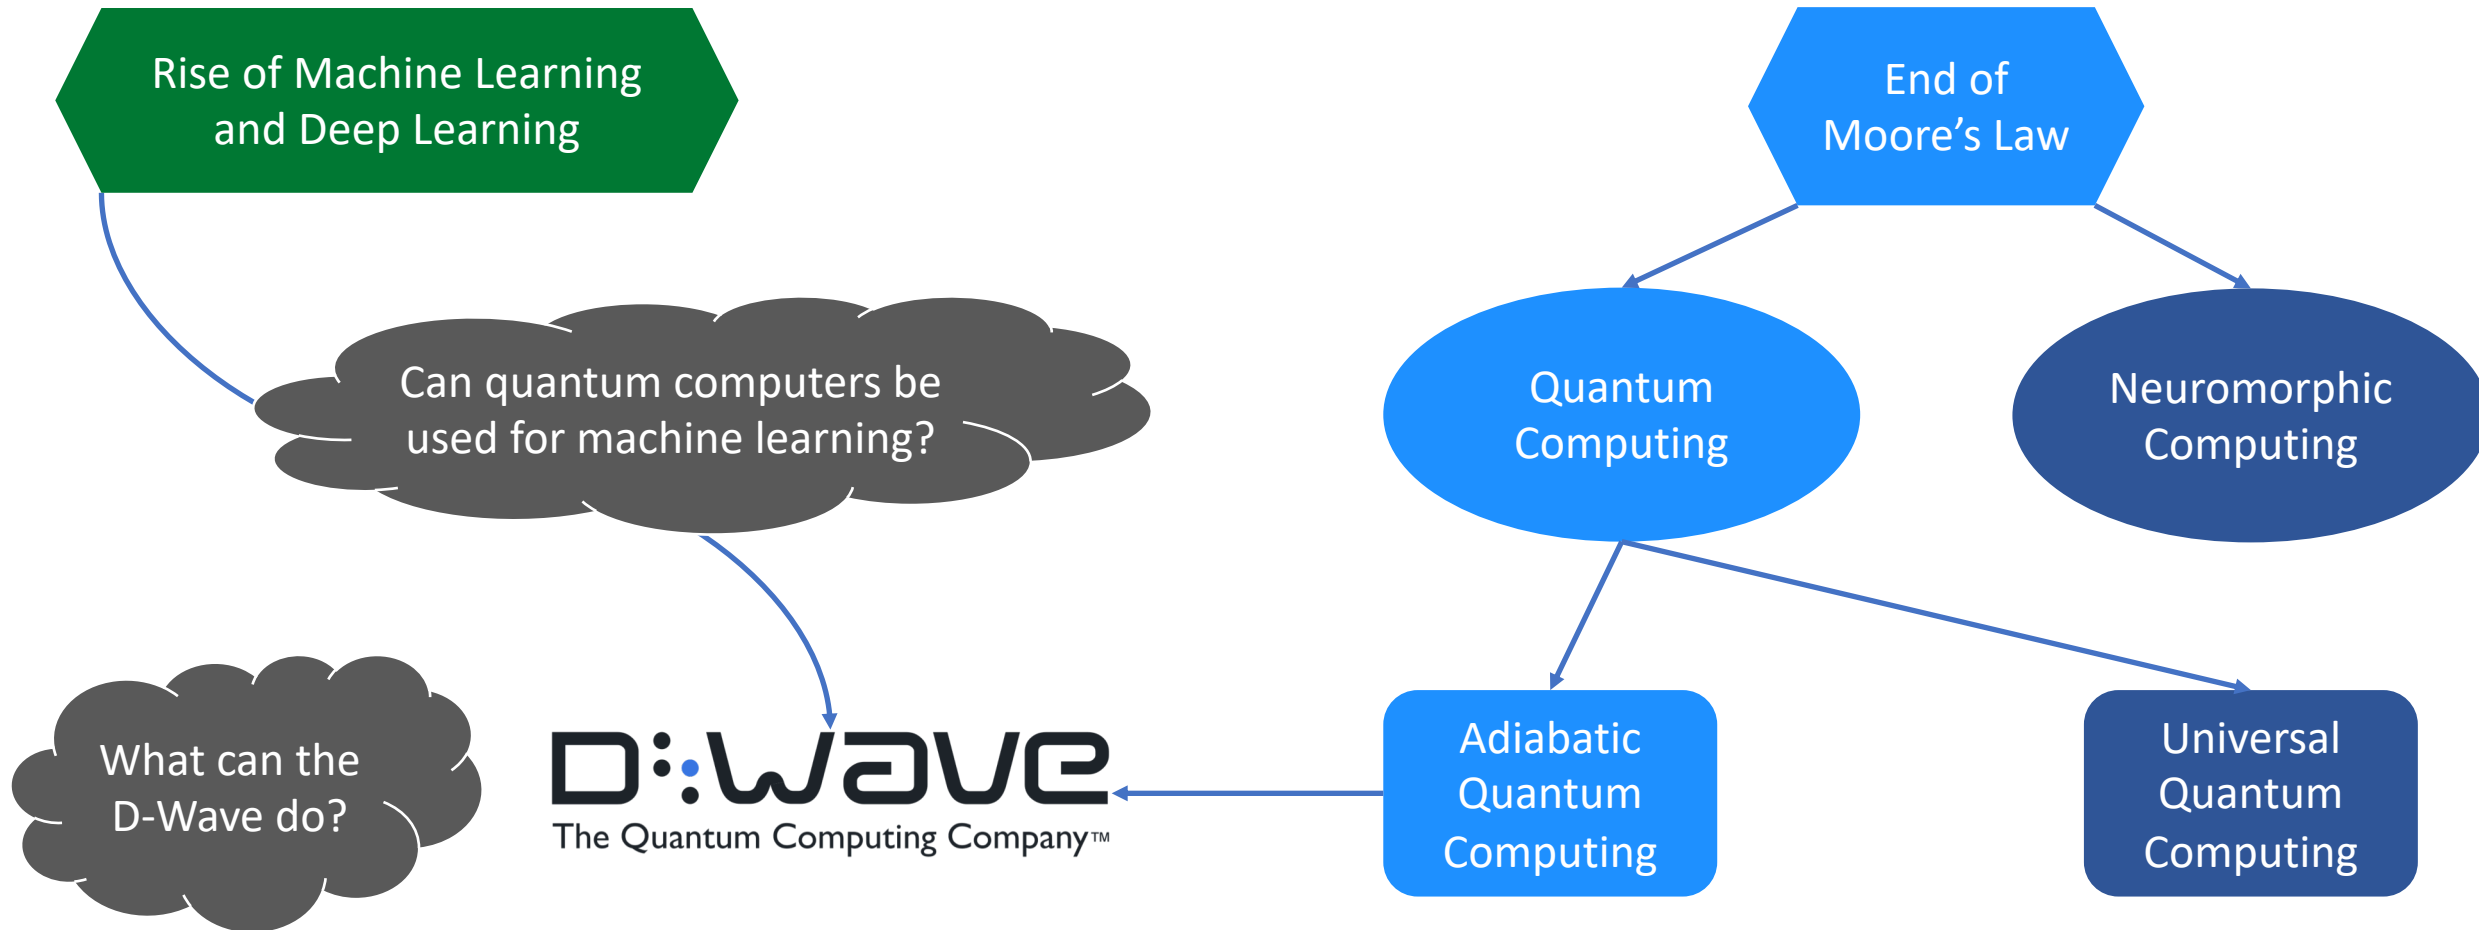 Rise of Machine Learning
and Deep Learning
End of
Moore’s Law
Can quantum computers be
used for machine learning?
Quantum
Computing
Neuromorphic
Computing
What can the
D-Wave do?
D:Wave
The Quantum Computing Company™
Adiabatic
Quantum
Computing
Universal
Quantum
Computing